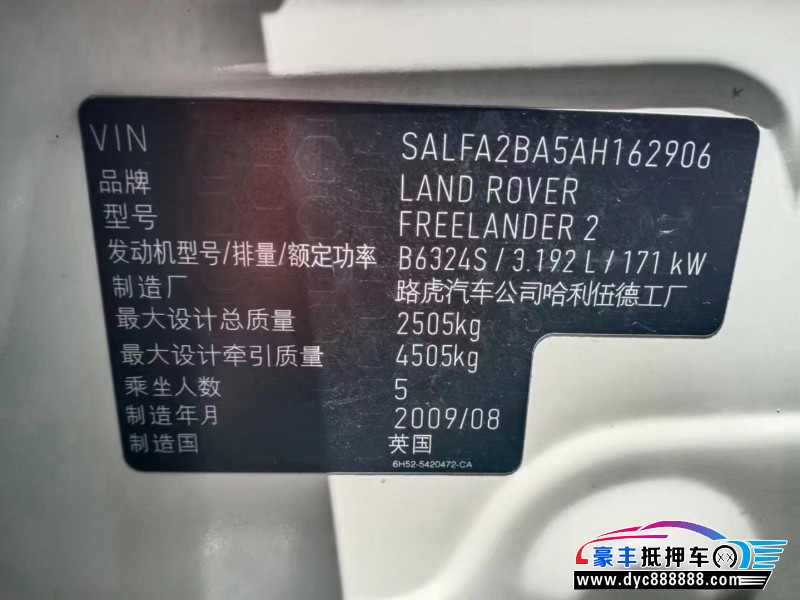 VIN SALFA2BA5AH162906
品牌 LAND ROVER
型号 FREELANDER 2
发动机型号/排量/额定功率 B6324S / 3.192 L / 171 kW
制造厂 路虎汽车公司哈利伍德工厂
最大设计总质量 2505kg
最大设计牵引质量 4505kg
乘坐人数 5
制造年月 2009/08
制造国 英国
6H52-5420472-CA
豪丰抵押车
www.dyc888888.com